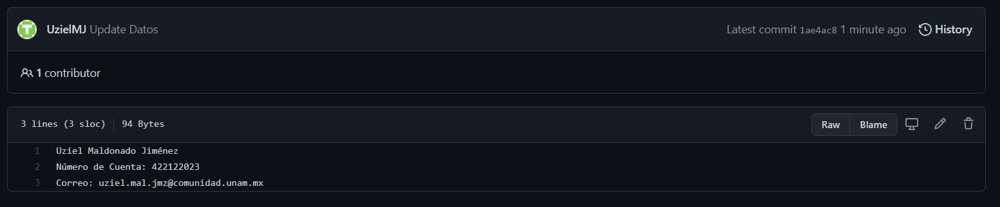 UzielMJ Update Datos Latest commit 1ae4ac8 1 minute ago History
1 contributor
3 lines (3 sloc) 94 Bytes Raw Blame
1 Uziel Maldonado Jiménez
2 Número de Cuenta: 422122023
3 Correo: uziel.mal.jmz@comunidad.unam.mx